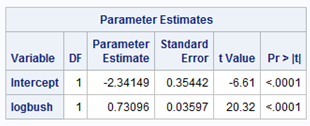 Parameter Estimates
Variable DF Parameter Estimate Standard Error t Value Pr > |t|
Intercept 1 -2.34149 0.35442 -6.61 <.0001
logbush 1 0.73096 0.03597 20.32 <.0001